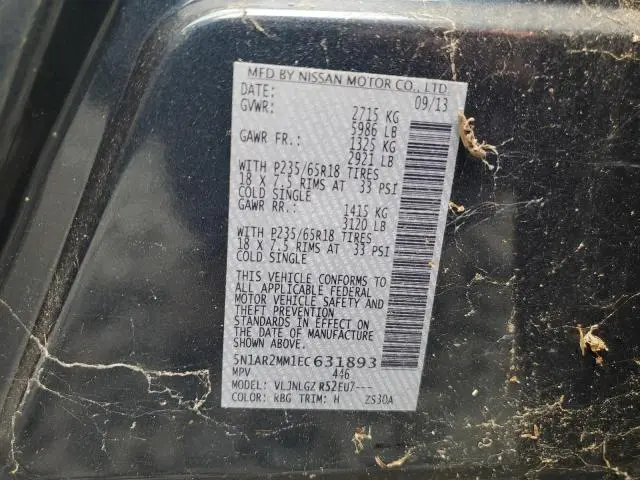 MFD BY NISSAN MOTOR CO., LTD.
DATE: 09/13
GVWR: 2715 KG
5986 LB
GAWR FR.: 1325 KG
2921 LB
WITH P235/65R18 TIRES
18 X 7.5 RIMS AT 33 PSI
COLD SINGLE
GAWR RR.: 1415 KG
3120 LB
WITH P235/65R18 TIRES
18 X 7.5 RIMS AT 33 PSI
COLD SINGLE
THIS VEHICLE CONFORMS TO
ALL APPLICABLE FEDERAL
MOTOR VEHICLE SAFETY AND
THEFT PREVENTION
STANDARDS IN EFFECT ON
THE DATE OF MANUFACTURE
SHOWN ABOVE.
5N1AR2MM1EC631893
MPV 446
MODEL: VLJNLGZ R52EU7---
COLOR: RBG TRIM: H ZS30A